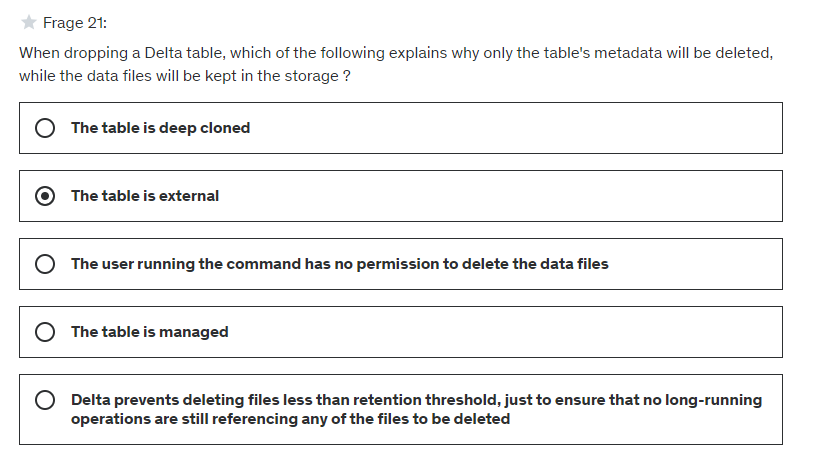 Frage 21:
When dropping a Delta table, which of the following explains why only the table's metadata will be deleted,
while the data files will be kept in the storage ?
The table is deep cloned
The table is external
The user running the command has no permission to delete the data files
The table is managed
Delta prevents deleting files less than retention threshold, just to ensure that no long-running
operations are still referencing any of the files to be deleted